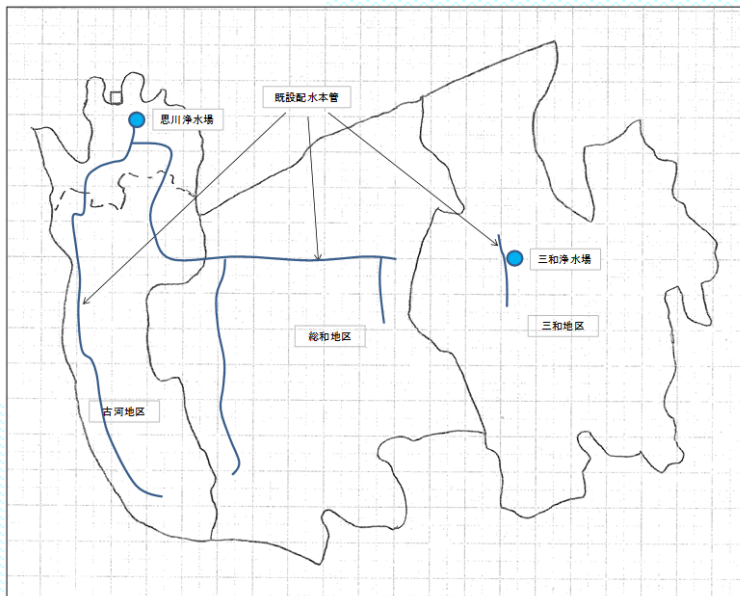 既設配水本管
思川浄水場
三和浄水場
三和地区
総和地区
古河地区